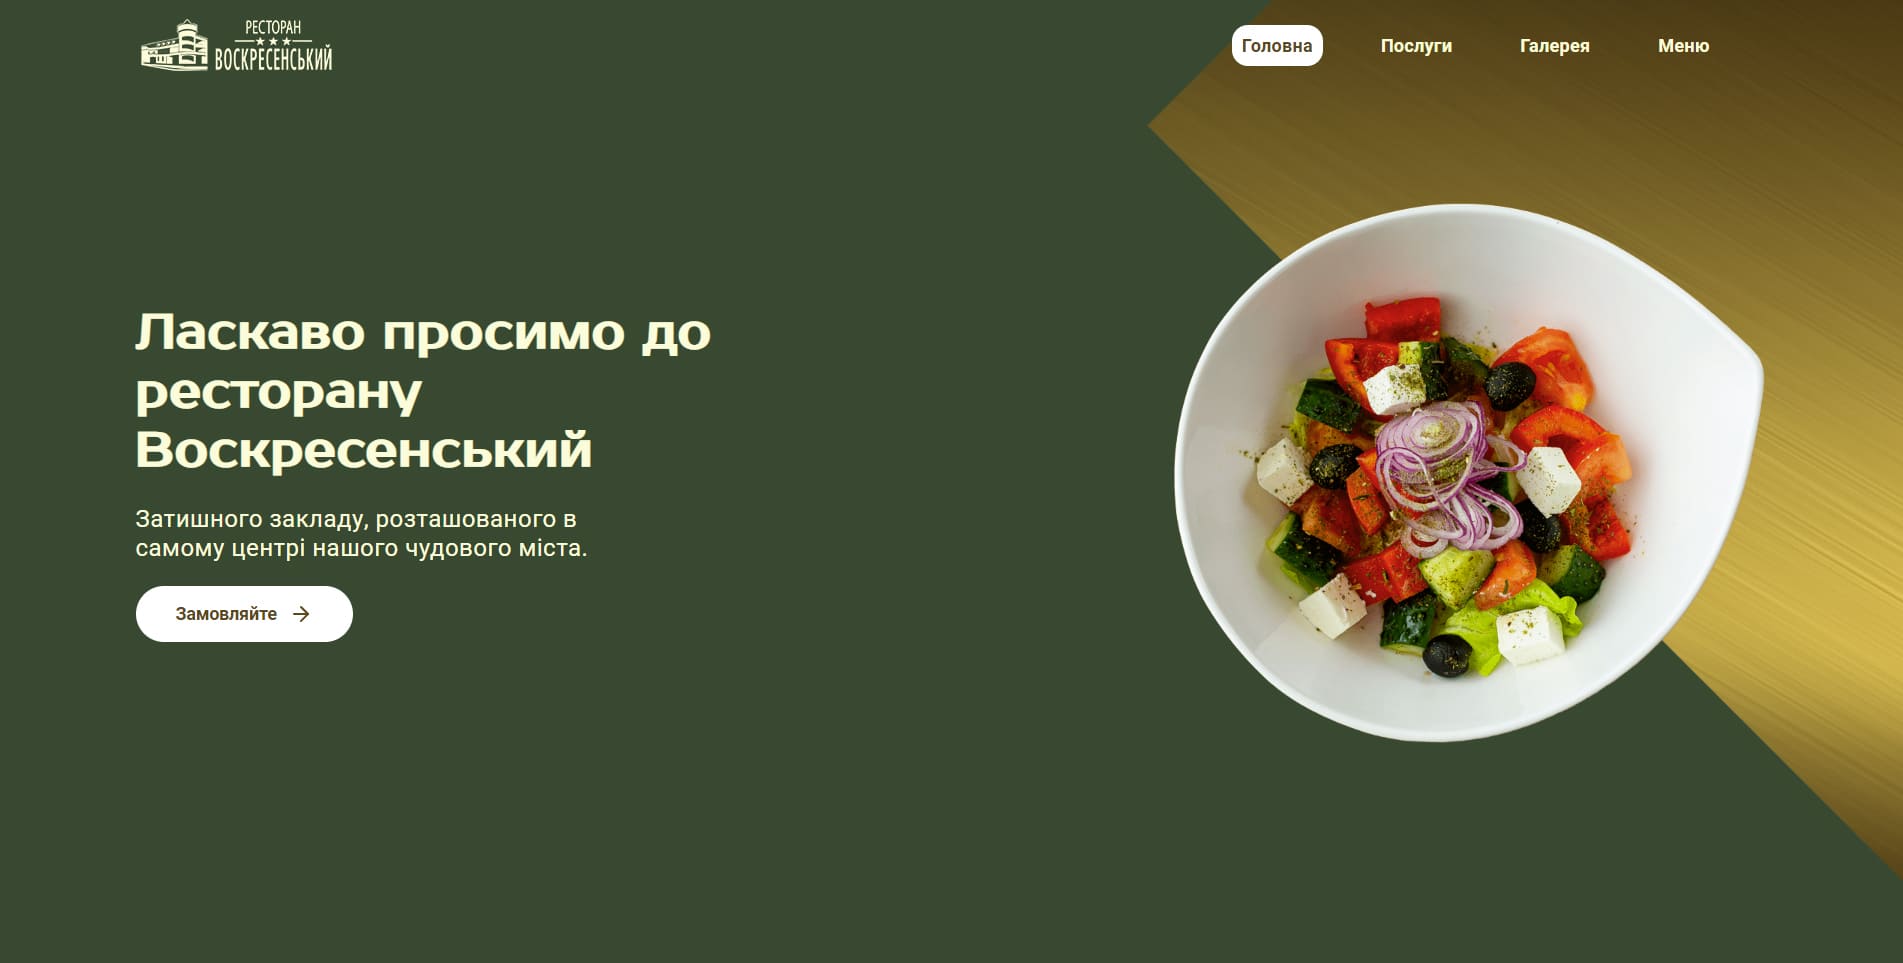 РЕСТОРАН
ВОСКРЕСЕНСЬКИЙ
Головна
Послуги
Галерея
Меню
Ласкаво просимо до
ресторану
Воскресенський
Затишного закладу, розташованого в
самому центрі нашого чудового міста.
Замовляйте